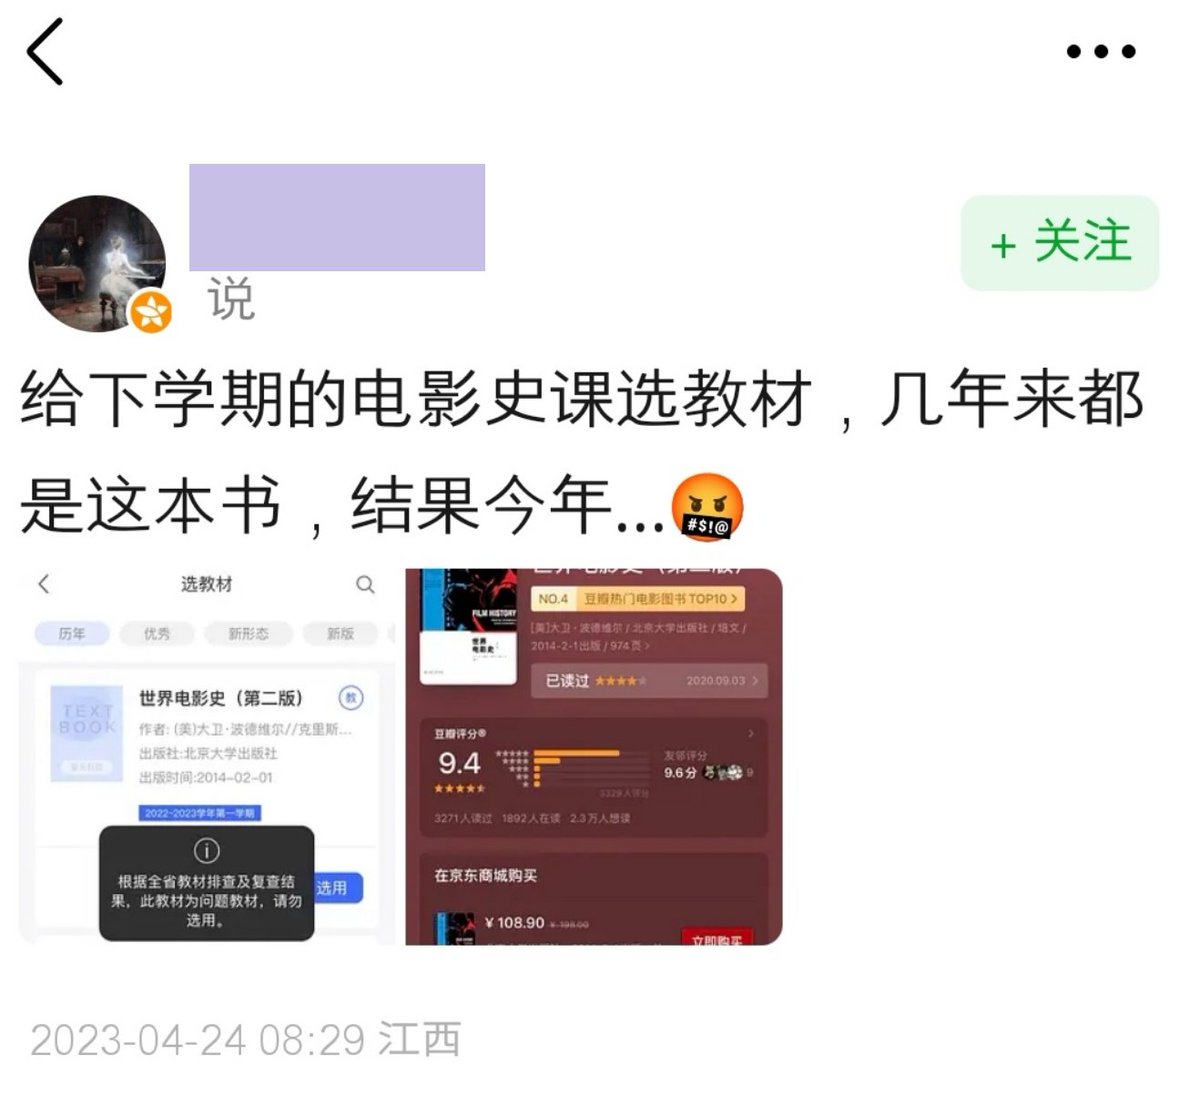 + 关注
说
给下学期的电影史课选教材，几年来都
是这本书，结果今年...
#$!@
选教材
历年
优秀
新形态
新版
TEXT
BOOK
世界电影史（第二版）
教
作者: (美)大卫·波德维尔//克里斯...
出版社:北京大学出版社
出版时间:2014-02-01
2022-2023学年第一学期
根据全省教材排查及复查结
果，此教材为问题教材，请勿
选用。
选用
世界电影史（第二版）
FILM HISTORY
世界
电影史
NO.4 豆瓣热门电影图书 TOP10 >
[美]大卫·波德维尔 / 北京大学出版社 / 培文 /
2014-2-1出版 / 974页 >
已读过
2020.09.03 >
豆瓣评分®
9.4
友邻评分
9.6分
9
3329人评分
3271人读过 1892人在读 2.3万人想读
在京东商城购买
¥ 108.90 ¥ 198.00
立即购买
2023-04-24 08:29 江西